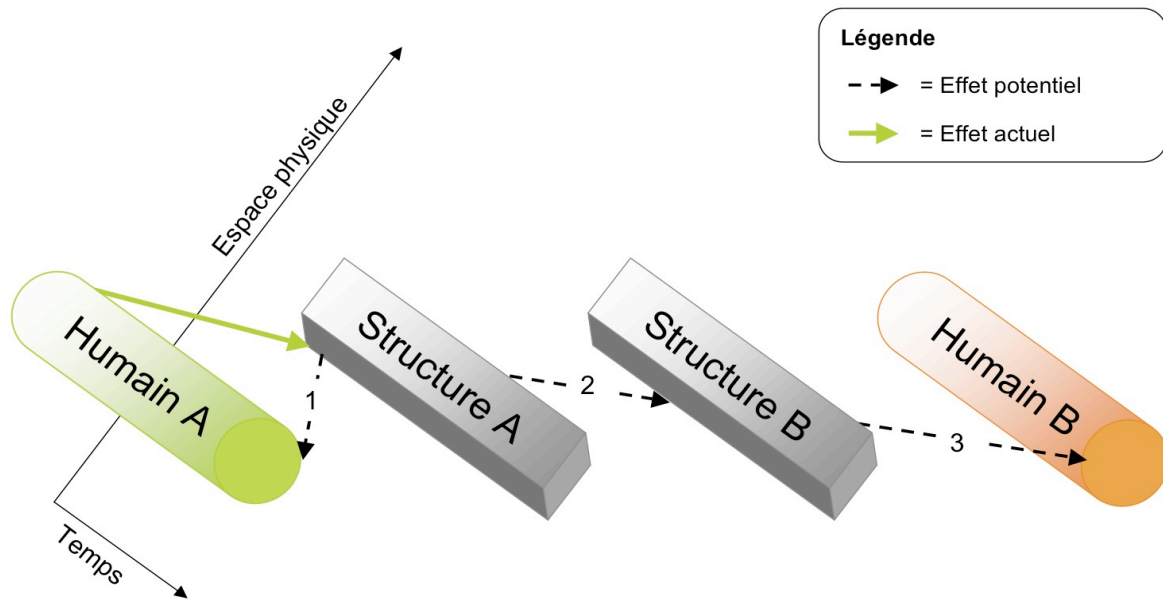 Légende
= Effet potentiel
= Effet actuel
Espace physique
Humain A
Structure A
Structure B
Humain B
1
2
3
Temps